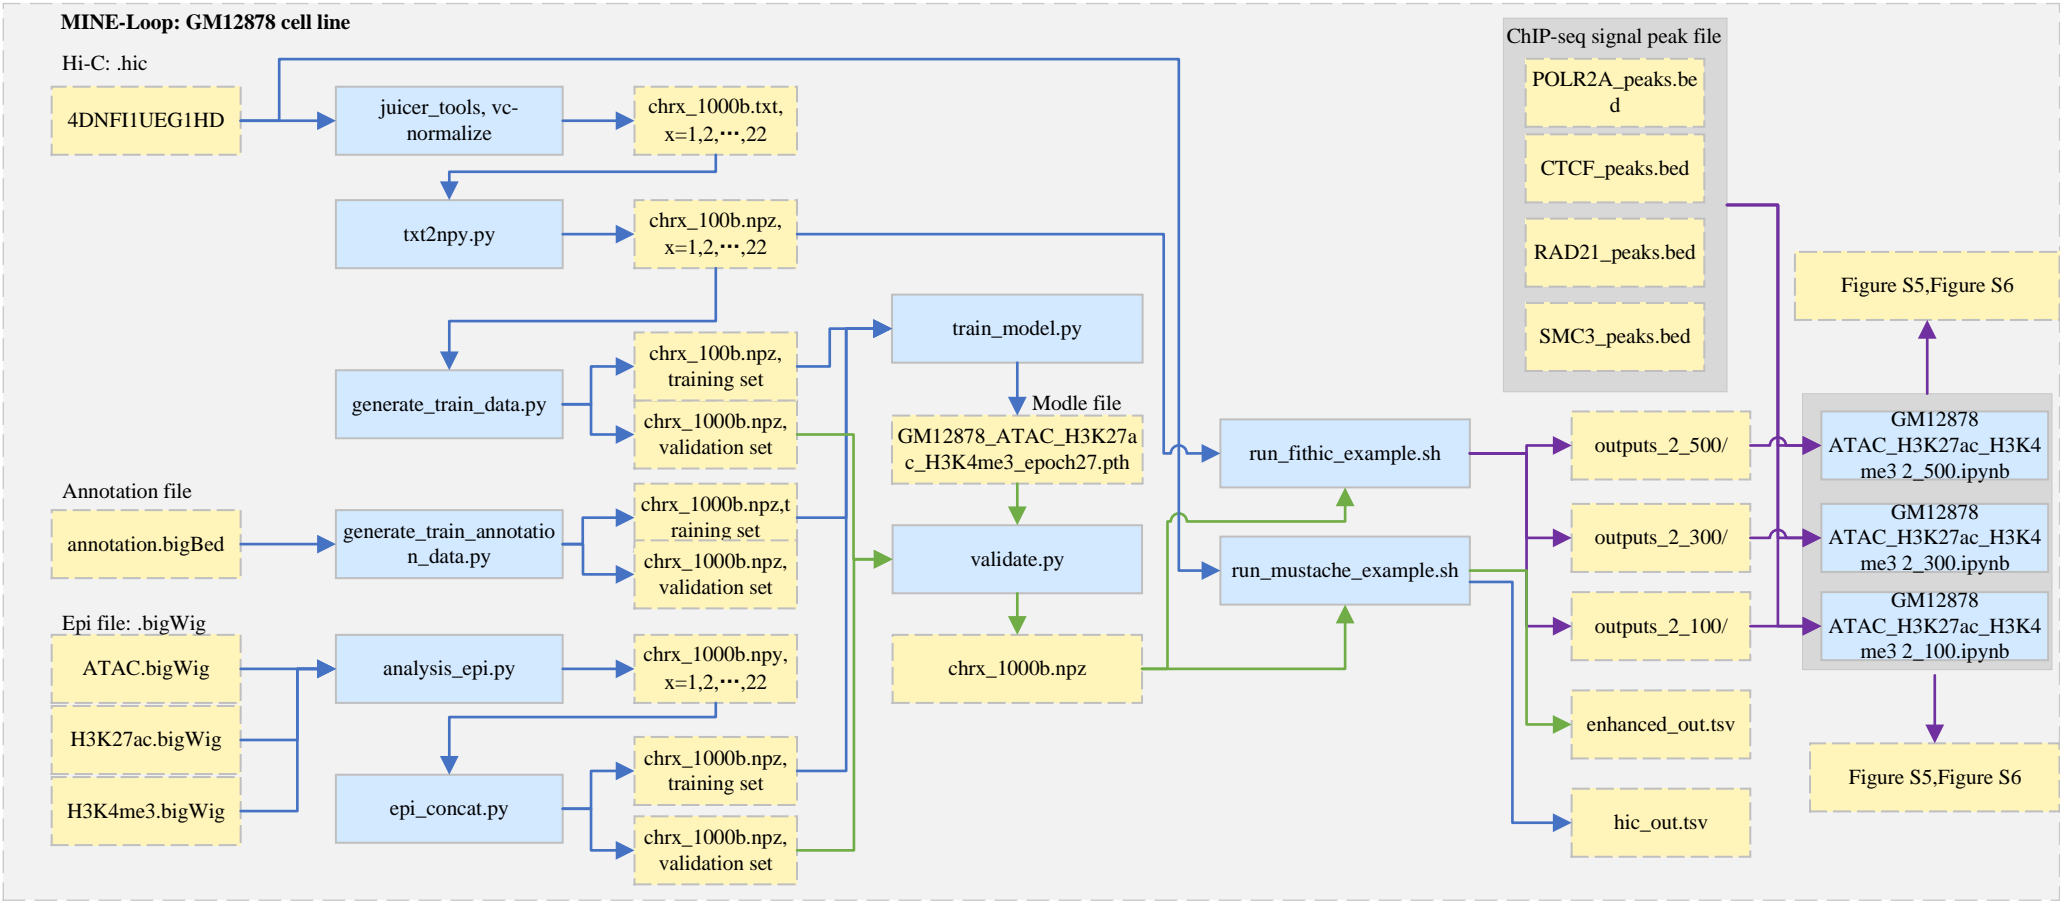 MINE-Loop: GM12878 cell line
Hi-C: .hic
4DNFI1UEG1HD
juicer_tools, vc-
normalize
chrx_1000b.txt,
x=1,2,⋯,22
txt2npy.py
chrx_100b.npz,
x=1,2,⋯,22
generate_train_data.py
chrx_100b.npz,
training set
chrx_1000b.npz,
validation set
Annotation file
annotation.bigBed
generate_train_annotatio
n_data.py
chrx_1000b.npz,t
raining set
chrx_1000b.npz,
validation set
Epi file: .bigWig
ATAC.bigWig
H3K27ac.bigWig
H3K4me3.bigWig
analysis_epi.py
chrx_1000b.npy,
x=1,2,⋯,22
epi_concat.py
chrx_1000b.npz,
training set
chrx_1000b.npz,
validation set
train_model.py
Modle file
GM12878_ATAC_H3K27a
c_H3K4me3_epoch27.pth
validate.py
chrx_1000b.npz
run_fithic_example.sh
run_mustache_example.sh
ChIP-seq signal peak file
POLR2A_peaks.be
d
CTCF_peaks.bed
RAD21_peaks.bed
SMC3_peaks.bed
outputs_2_500/
outputs_2_300/
outputs_2_100/
enhanced_out.tsv
hic_out.tsv
Figure S5,Figure S6
GM12878
ATAC_H3K27ac_H3K4
me3 2_500.ipynb
GM12878
ATAC_H3K27ac_H3K4
me3 2_300.ipynb
GM12878
ATAC_H3K27ac_H3K4
me3 2_100.ipynb
Figure S5,Figure S6